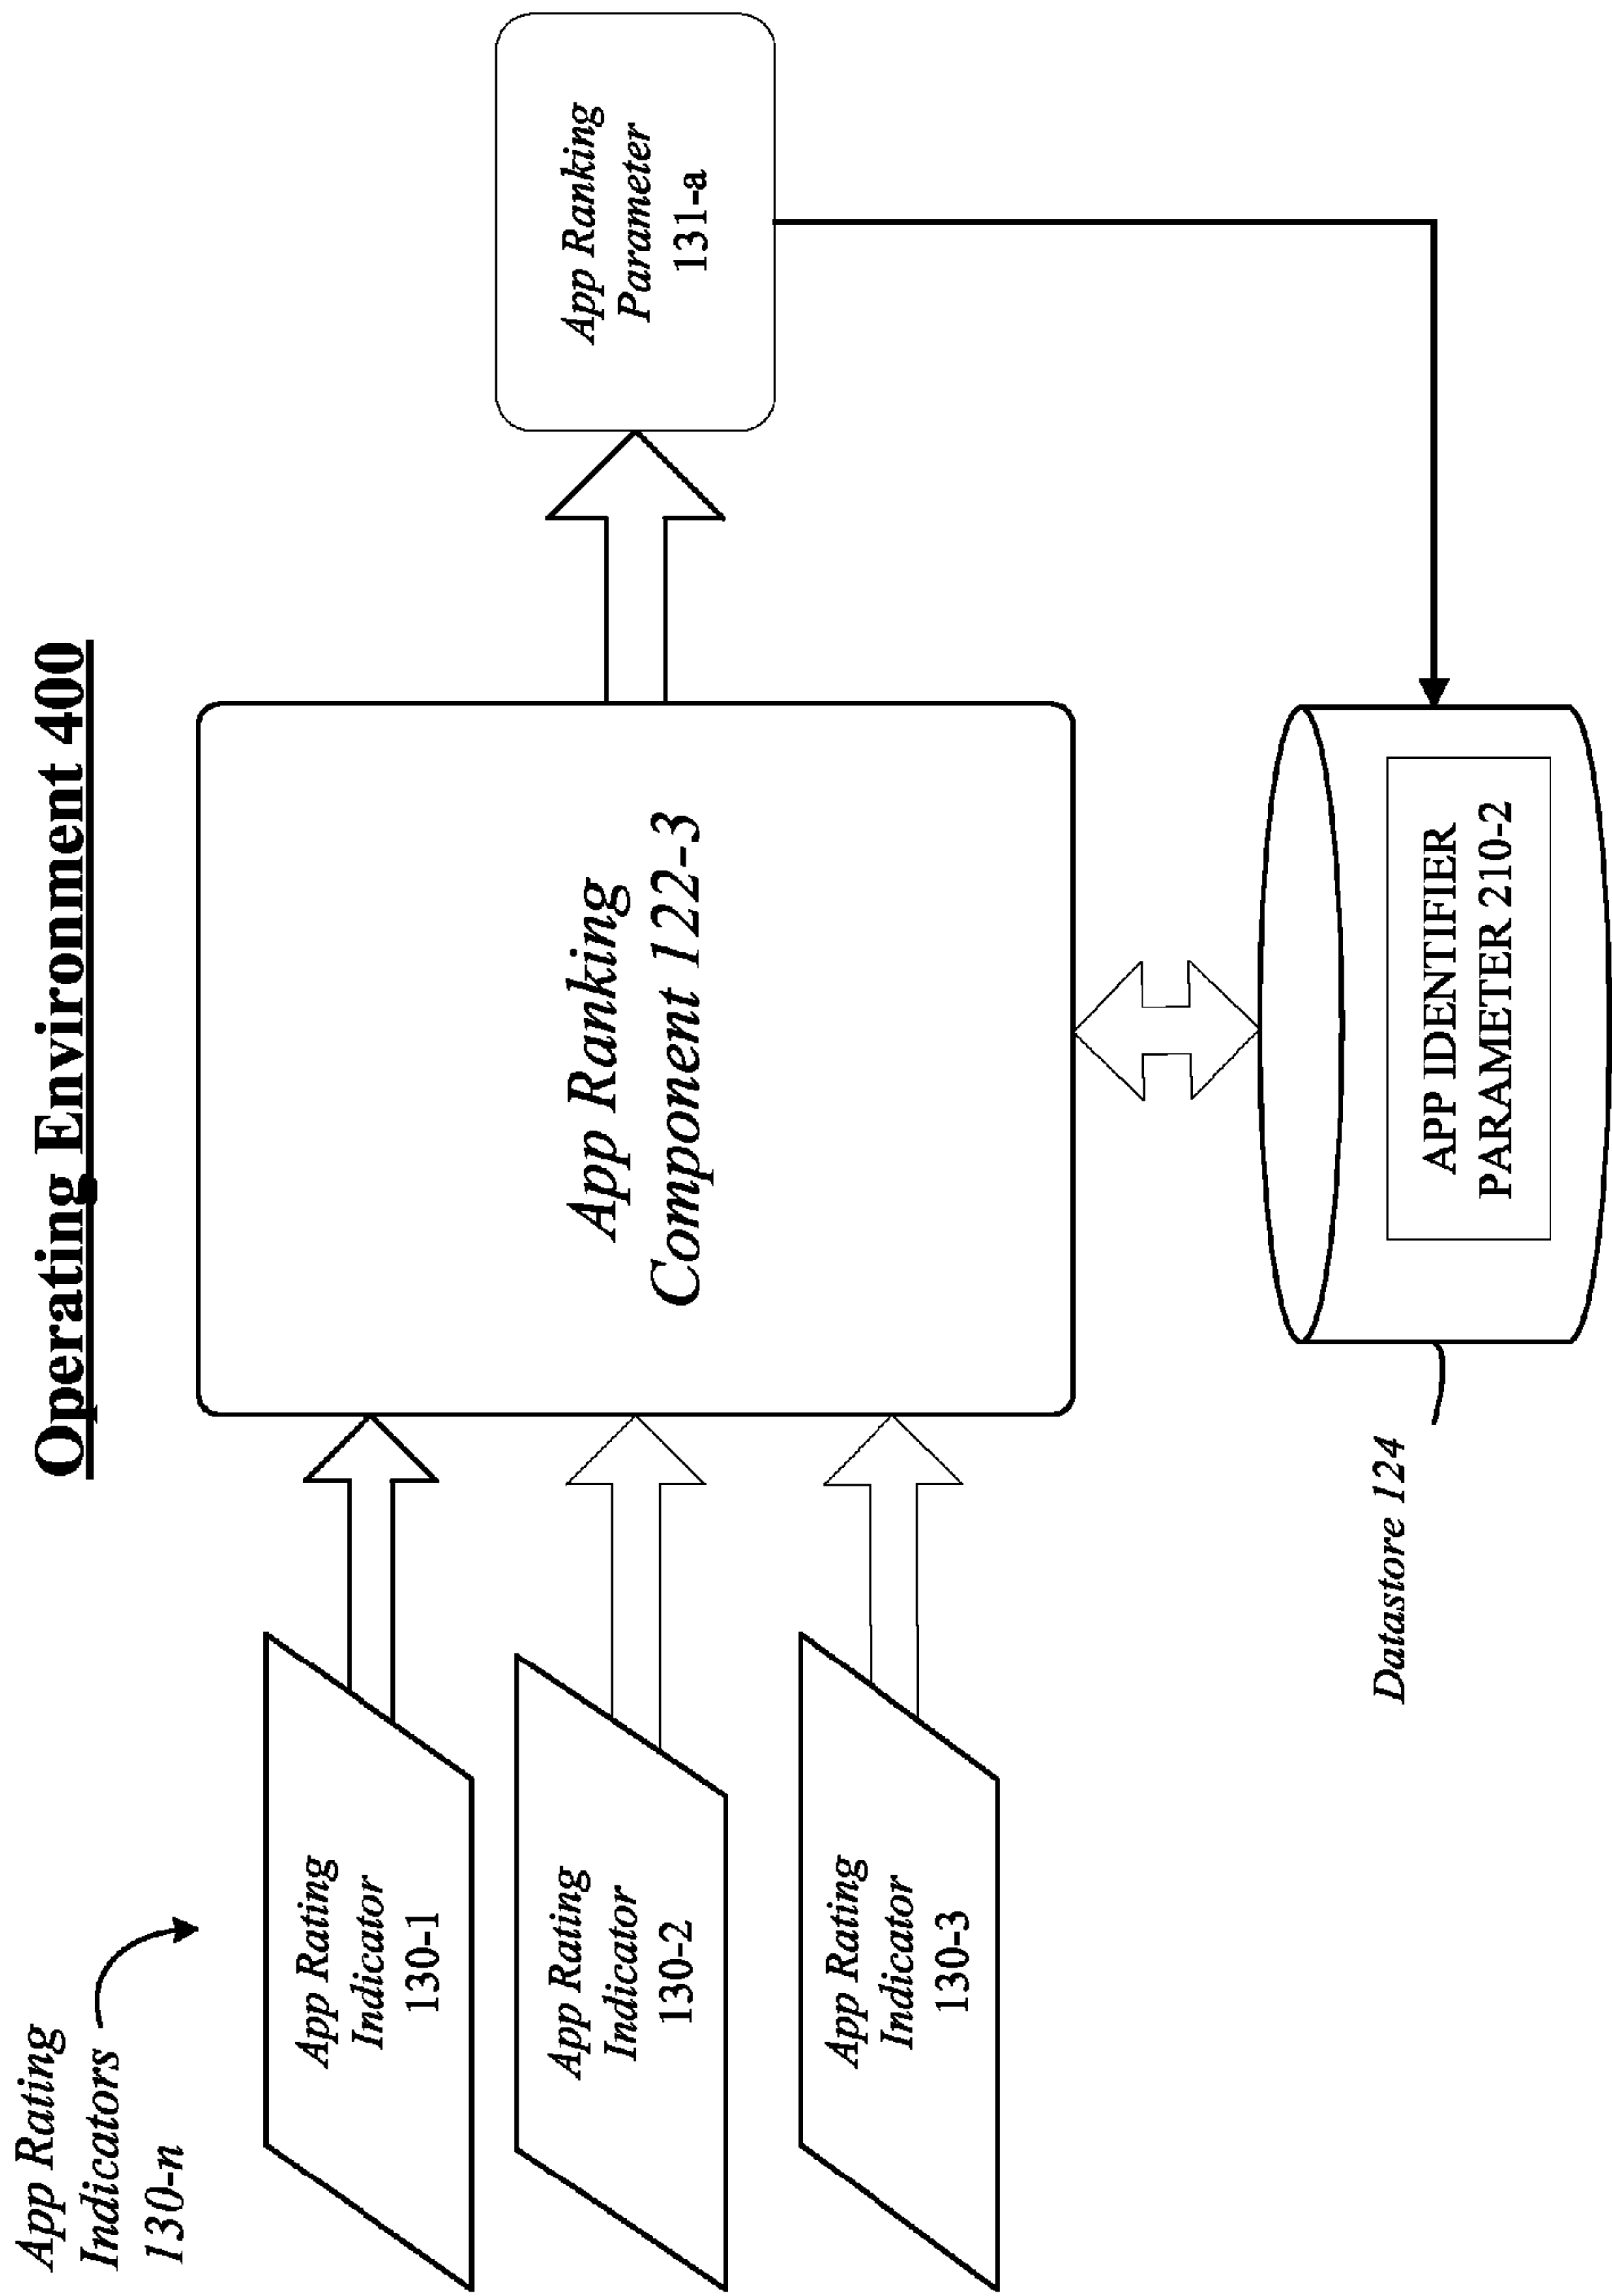 Operating Environment 400
App Rating
Indicators
130-n
App Rating
Indicator
130-1
App Rating
Indicator
130-2
App Rating
Indicator
130-3
App Ranking
Component 122-3
App Ranking
Parameter
131-a
Datastore 124
APP IDENTIFIER
PARAMETER 210-2